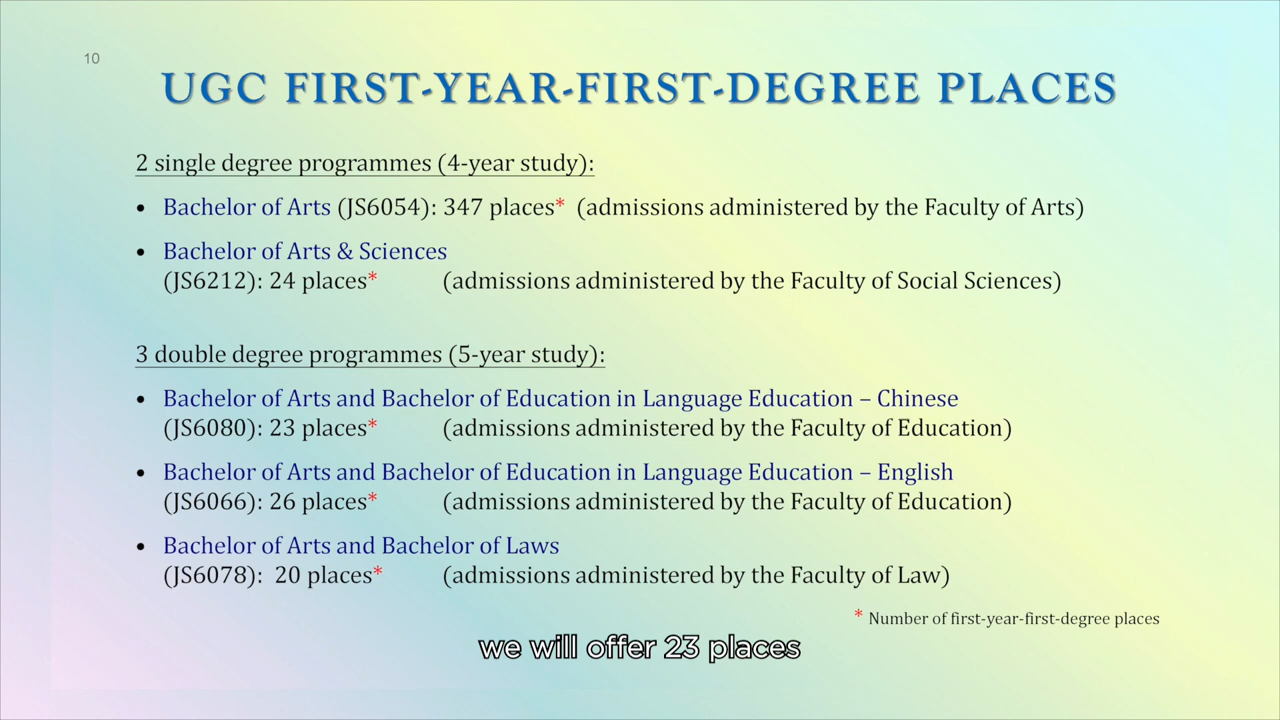 10
UGC FIRST-YEAR-FIRST-DEGREE PLACES
2 single degree programmes (4-year study):
• Bachelor of Arts (JS6054): 347 places* (admissions administered by the Faculty of Arts)
• Bachelor of Arts & Sciences
(JS6212): 24 places* (admissions administered by the Faculty of Social Sciences)
3 double degree programmes (5-year study):
• Bachelor of Arts and Bachelor of Education in Language Education – Chinese
(JS6080): 23 places* (admissions administered by the Faculty of Education)
• Bachelor of Arts and Bachelor of Education in Language Education – English
(JS6066): 26 places* (admissions administered by the Faculty of Education)
• Bachelor of Arts and Bachelor of Laws
(JS6078): 20 places* (admissions administered by the Faculty of Law)
* Number of first-year-first-degree places
we will offer 23 places